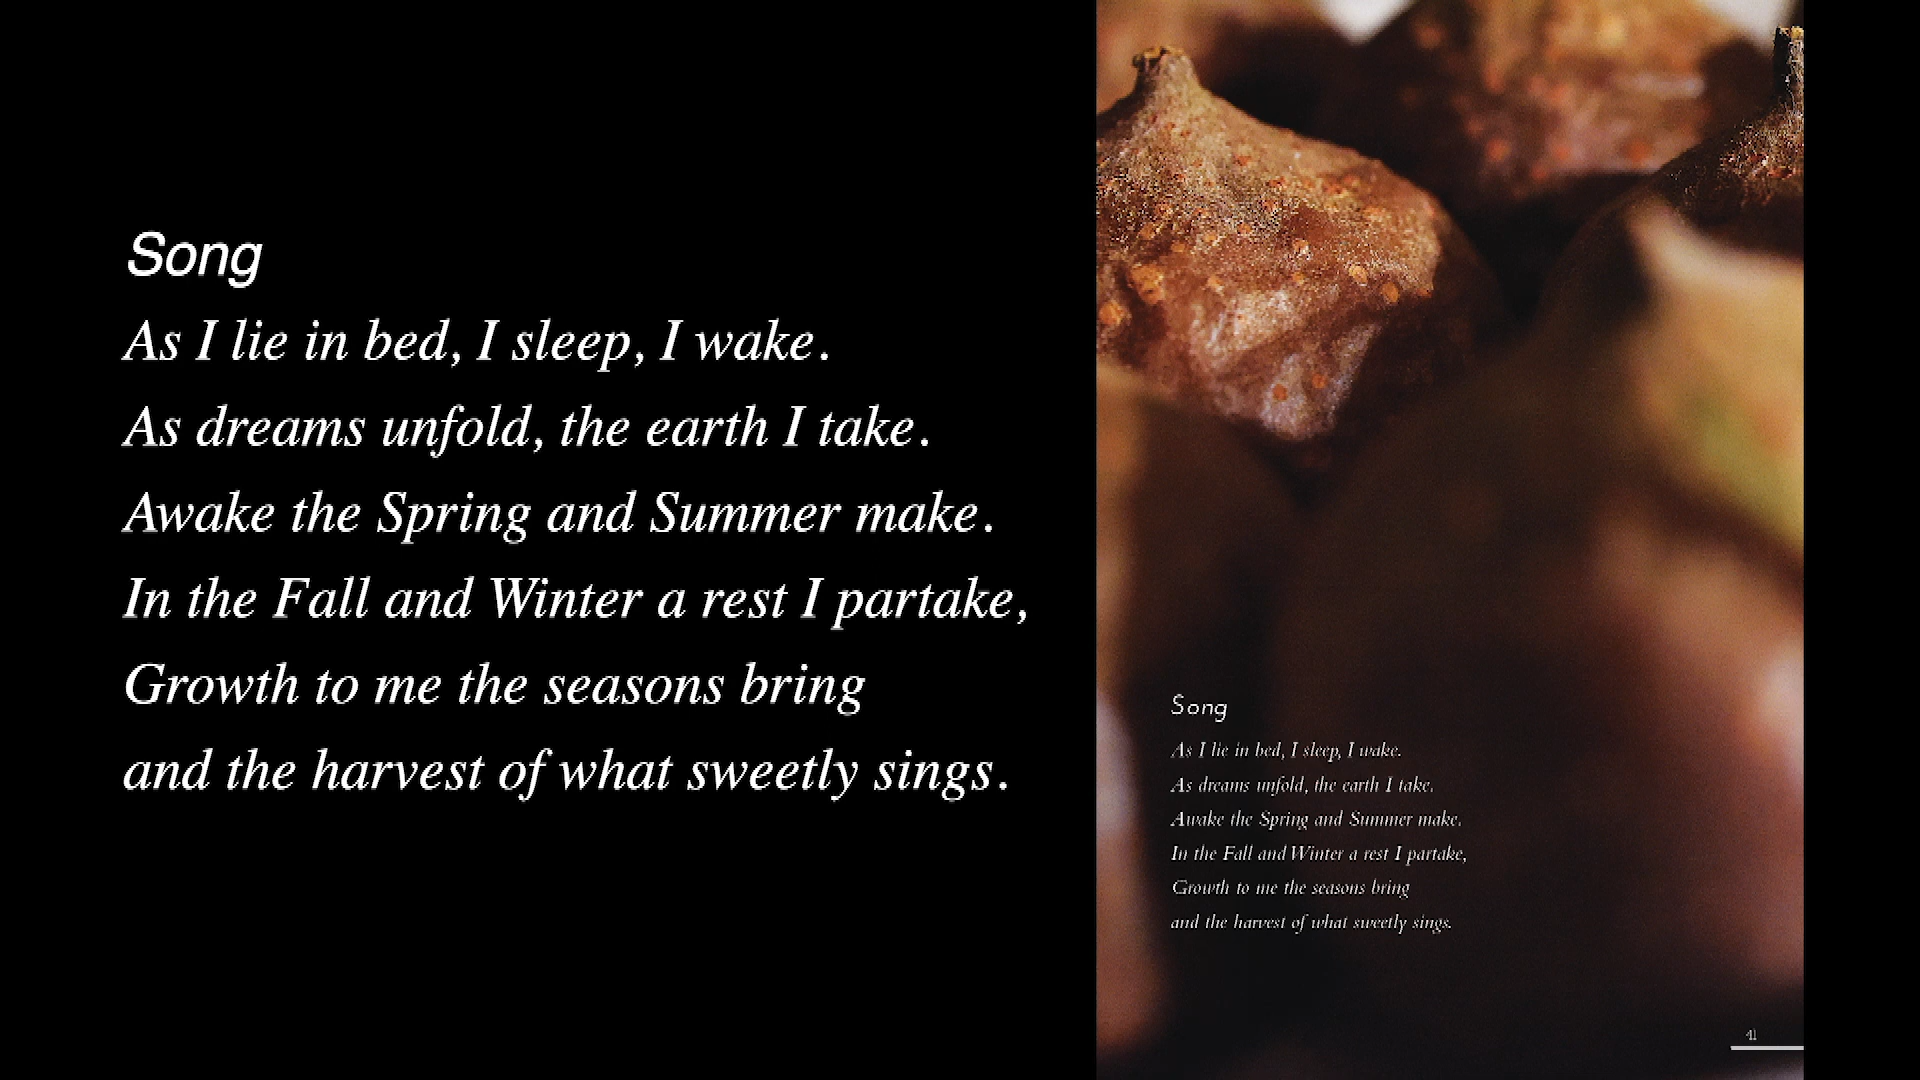 Song
As I lie in bed, I sleep, I wake.
As dreams unfold, the earth I take.
Awake the Spring and Summer make.
In the Fall and Winter a rest I partake,
Growth to me the seasons bring
and the harvest of what sweetly sings.
Song
As I lie in bed, I sleep, I wake.
As dreams unfold, the earth I take.
Awake the Spring and Summer make.
In the Fall and Winter a rest I partake,
Growth to me the seasons bring
and the harvest of what sweetly sings.
41